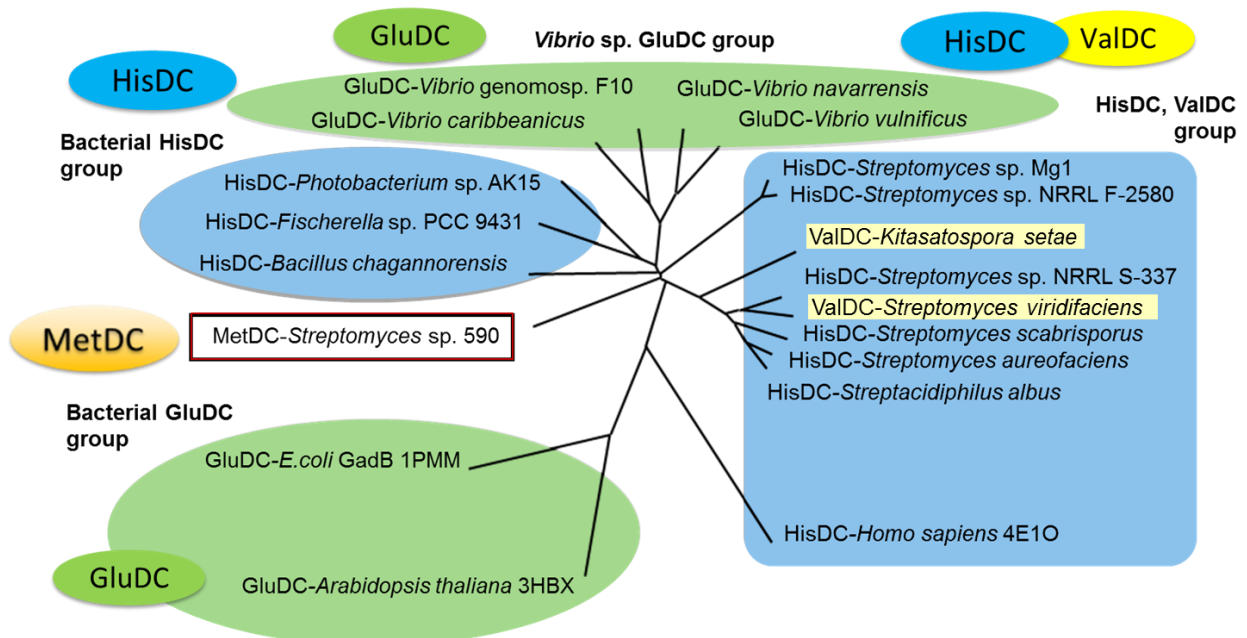 GluDC
Vibrio sp. GluDC group
HisDC
ValDC
HisDC
GluDC-Vibrio genomosp. F10
GluDC-Vibrio navarrensis
GluDC-Vibrio caribbeanicus
GluDC-Vibrio vulnificus
HisDC, ValDC
group
Bacterial HisDC
group
HisDC-Photobacterium sp. AK15
HisDC-Fischerella sp. PCC 9431
HisDC-Bacillus chagannorensis
HisDC-Streptomyces sp. Mg1
HisDC-Streptomyces sp. NRRL F-2580
ValDC-Kitasatospora setae
HisDC-Streptomyces sp. NRRL S-337
ValDC-Streptomyces viridifaciens
HisDC-Streptomyces scabrisporus
HisDC-Streptomyces aureofaciens
HisDC-Streptacidiphilus albus
MetDC
MetDC-Streptomyces sp. 590
Bacterial GluDC
group
GluDC-E.coli GadB 1PMM
HisDC-Homo sapiens 4E1O
GluDC
GluDC-Arabidopsis thaliana 3HBX